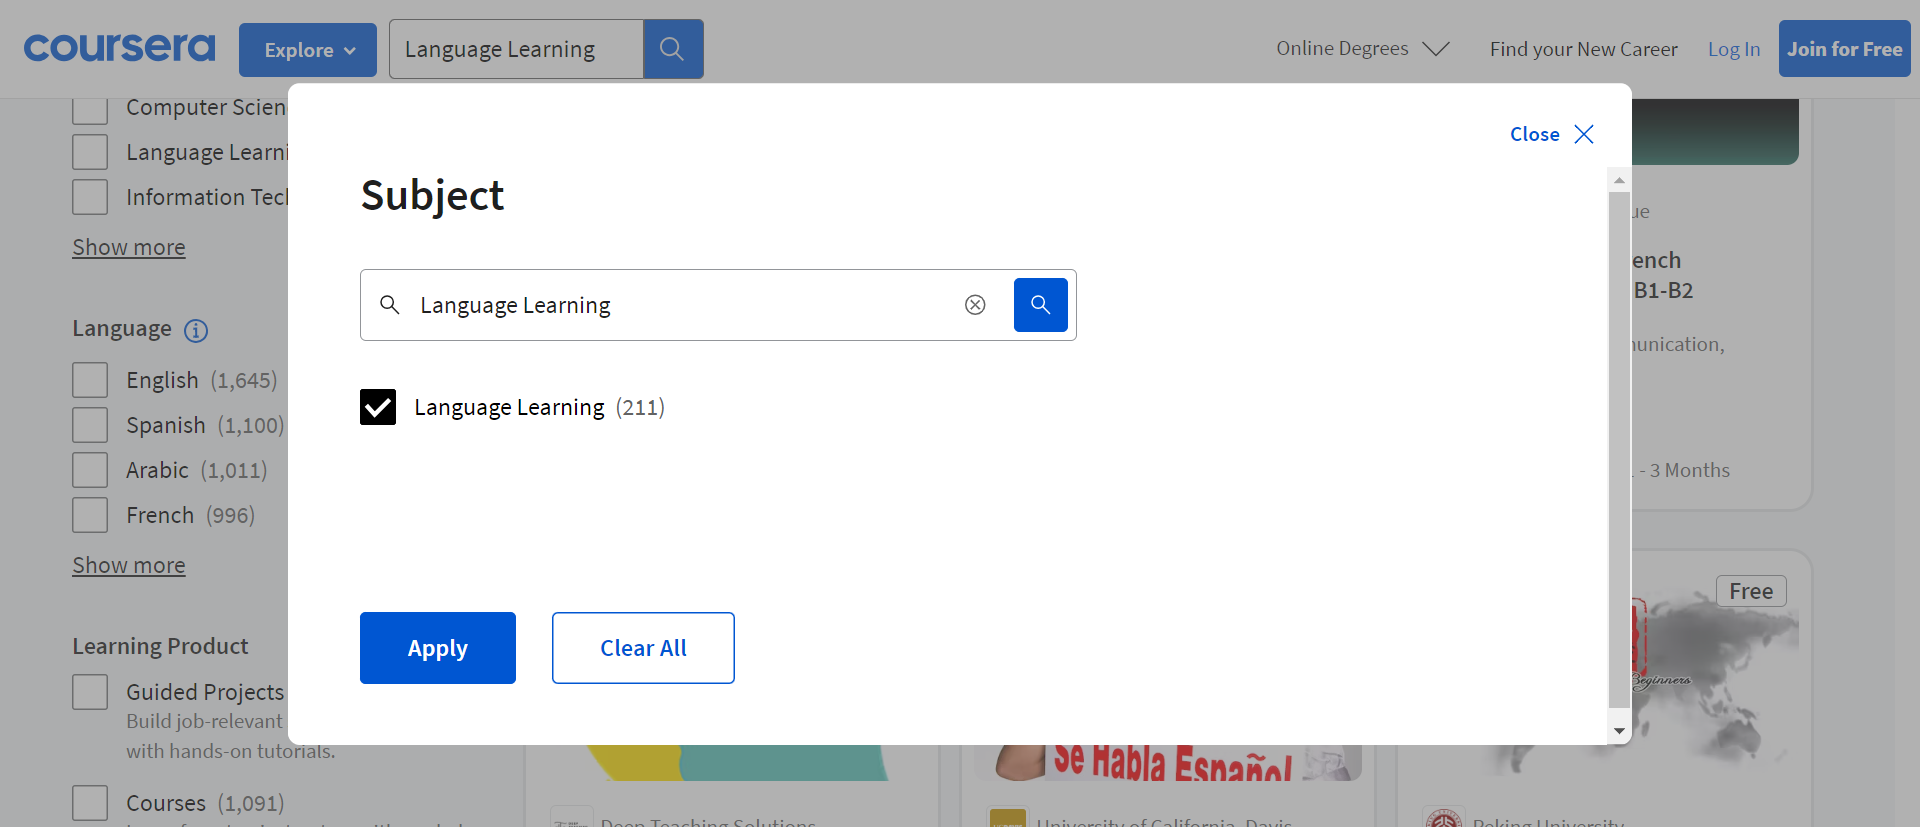 coursera
Explore
Language Learning
Online Degrees
Find your New Career
Log In
Join for Free
Computer Scien
Language Learni
Information Tec
Show more
Language
English (1,645)
Spanish (1,100)
Arabic (1,011)
French (996)
Show more
Learning Product
Guided Projects
Build job-relevant
with hands-on tutorials.
Courses (1,091)
Close
Subject
Language Learning
Language Learning (211)
Apply
Clear All
ue
ench
B1-B2
unication,
- 3 Months
Free
Beginners
Se Habla Español
Deep Teaching Solutions
University of California, Davis
Peking University